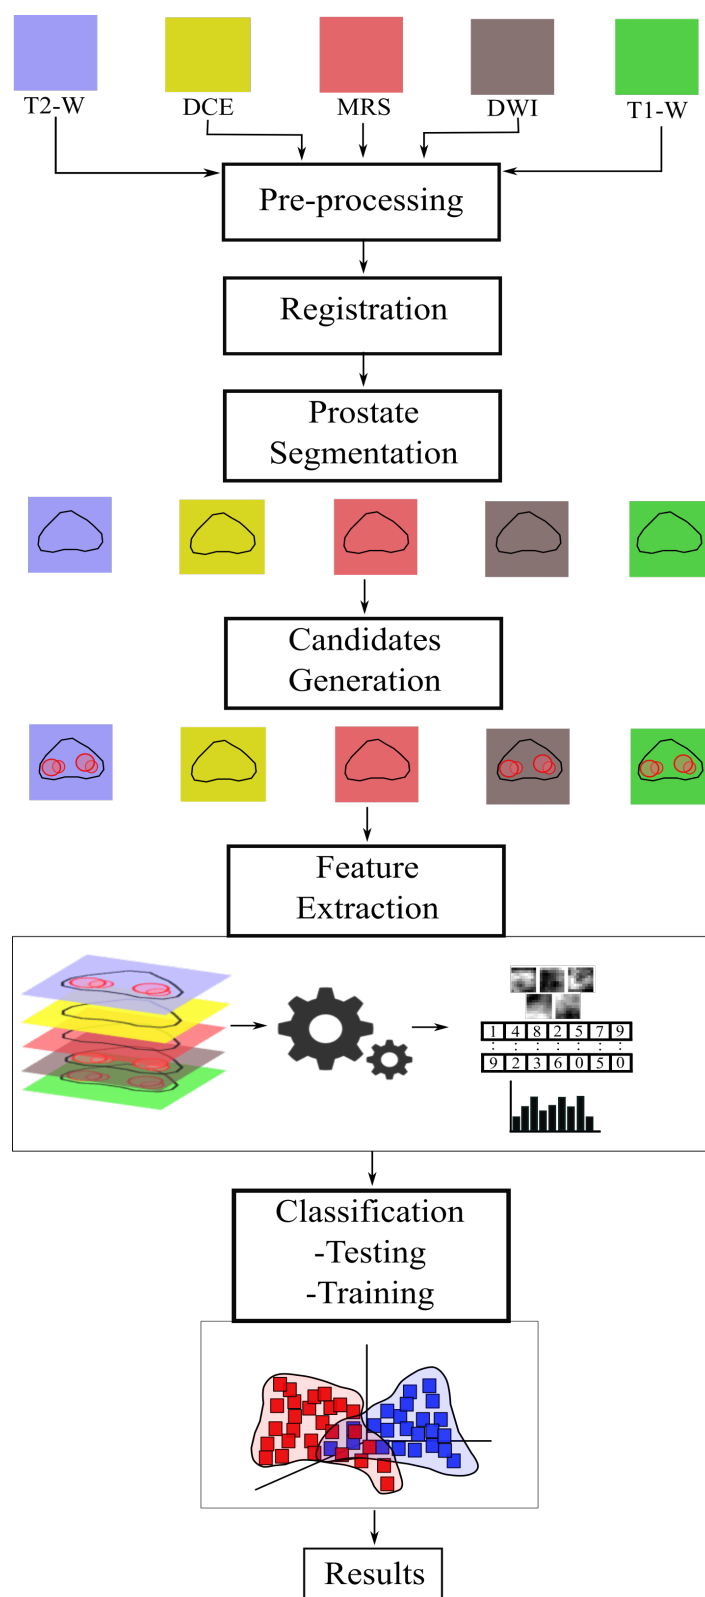 T2-W
DCE
MRS
DWI
T1-W
Pre-processing
Registration
Prostate
Segmentation
Candidates
Generation
Feature
Extraction
1 4 8 2 5 7 9
9 2 3 6 0 5 0
Classification
-Testing
-Training
Results